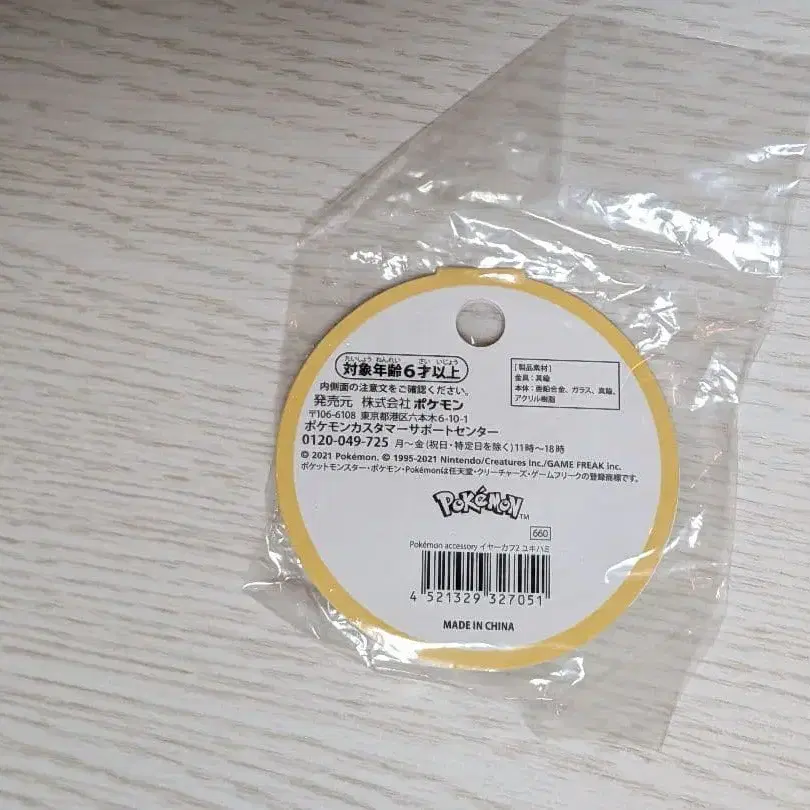 たいしょう ねんれい さい いじょう
対象年齢6才以上
内側面の注意文をご確認ください。
発売元 株式会社 ポケモン
〒106-6108 東京都港区六本木6-10-1
ポケモンカスタマーサポートセンター
0120-049-725 月～金(祝日・特定日を除く)11時～18時
[製品素材]
金具:真鍮
本体:亜鉛合金、ガラス、真鍮、
アクリル樹脂
© 2021 Pokémon. © 1995-2021 Nintendo/Creatures Inc./GAME FREAK inc.
ポケットモンスター・ポケモン・Pokémonは任天堂・クリーチャーズ・ゲームフリークの登録商標です。
POKéMON™
660
Pokémon accessory イヤーカフ2 ユキハミ
4 521329 327051
MADE IN CHINA